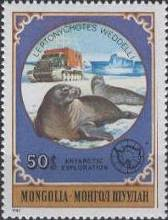 LEPTONYCHOTES WEDDELLI
50¢
ANTARCTIC
EXPLORATION
MONGOLIA - МОНГОЛ ШУУДАН